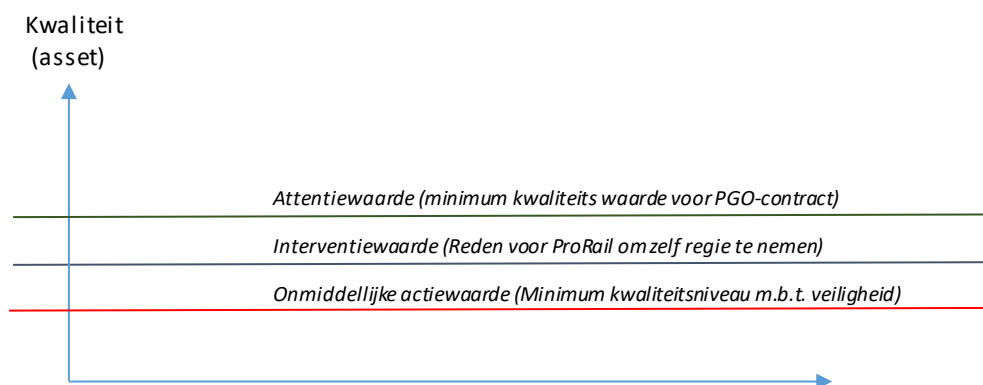 Kwaliteit
(asset)
Attentiewaarde (minimum kwaliteits waarde voor PGO-contract)
Interventiewaarde (Reden voor ProRail om zelf regie te nemen)
Onmiddellijke actiewaarde (Minimum kwaliteitsniveau m.b.t. veiligheid)